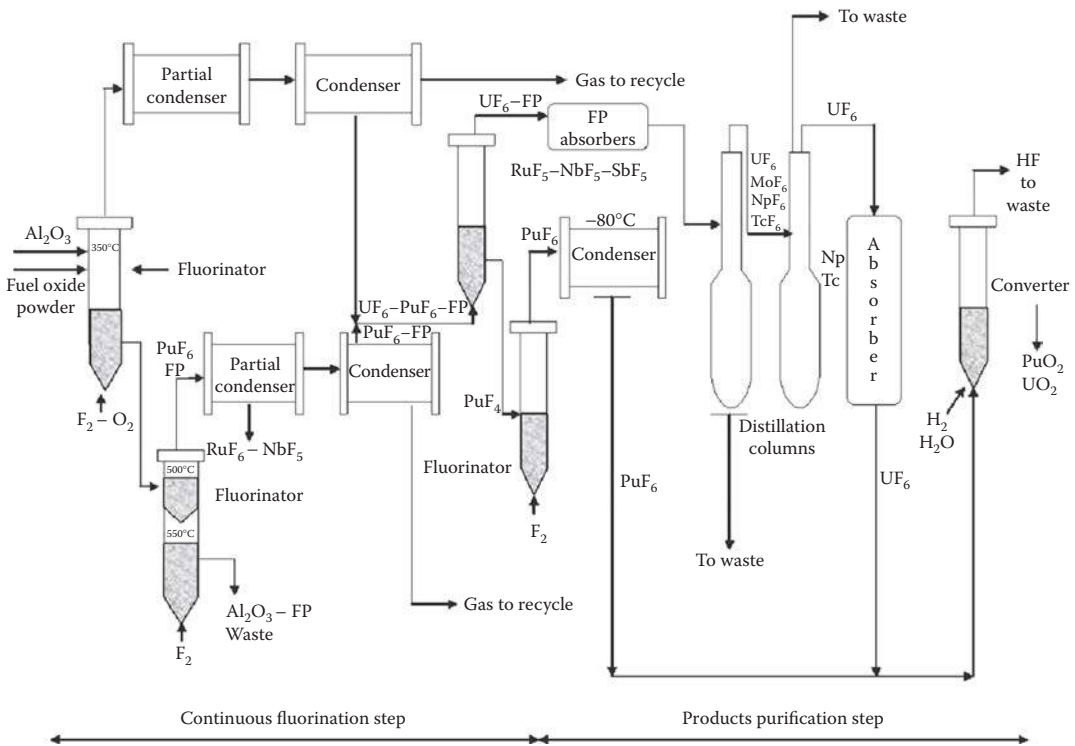 To waste
Partial
condenser
Condenser
Gas to recycle
UF₆–FP
FP
absorbers
RuF₅–NbF₅–SbF₅
UF₆
MoF₆
NpF₆
TcF₆
UF₆
HF
to
waste
Al₂O₃
350°C
Fluorinator
Fuel oxide
powder
F₂ – O₂
PuF₆
–80°C
Condenser
Np
Tc
Absorber
Converter
PuO₂
UO₂
UF₆–PuF₆–FP
PuF₆–FP
PuF₆
FP
Partial
condenser
Condenser
RuF₆ – NbF₅
PuF₄
Fluorinator
F₂
Distillation
columns
H₂
H₂O
500°C
Fluorinator
550°C
PuF₆
UF₆
To waste
Al₂O₃ – FP
Waste
F₂
Gas to recycle
Continuous fluorination step
Products purification step